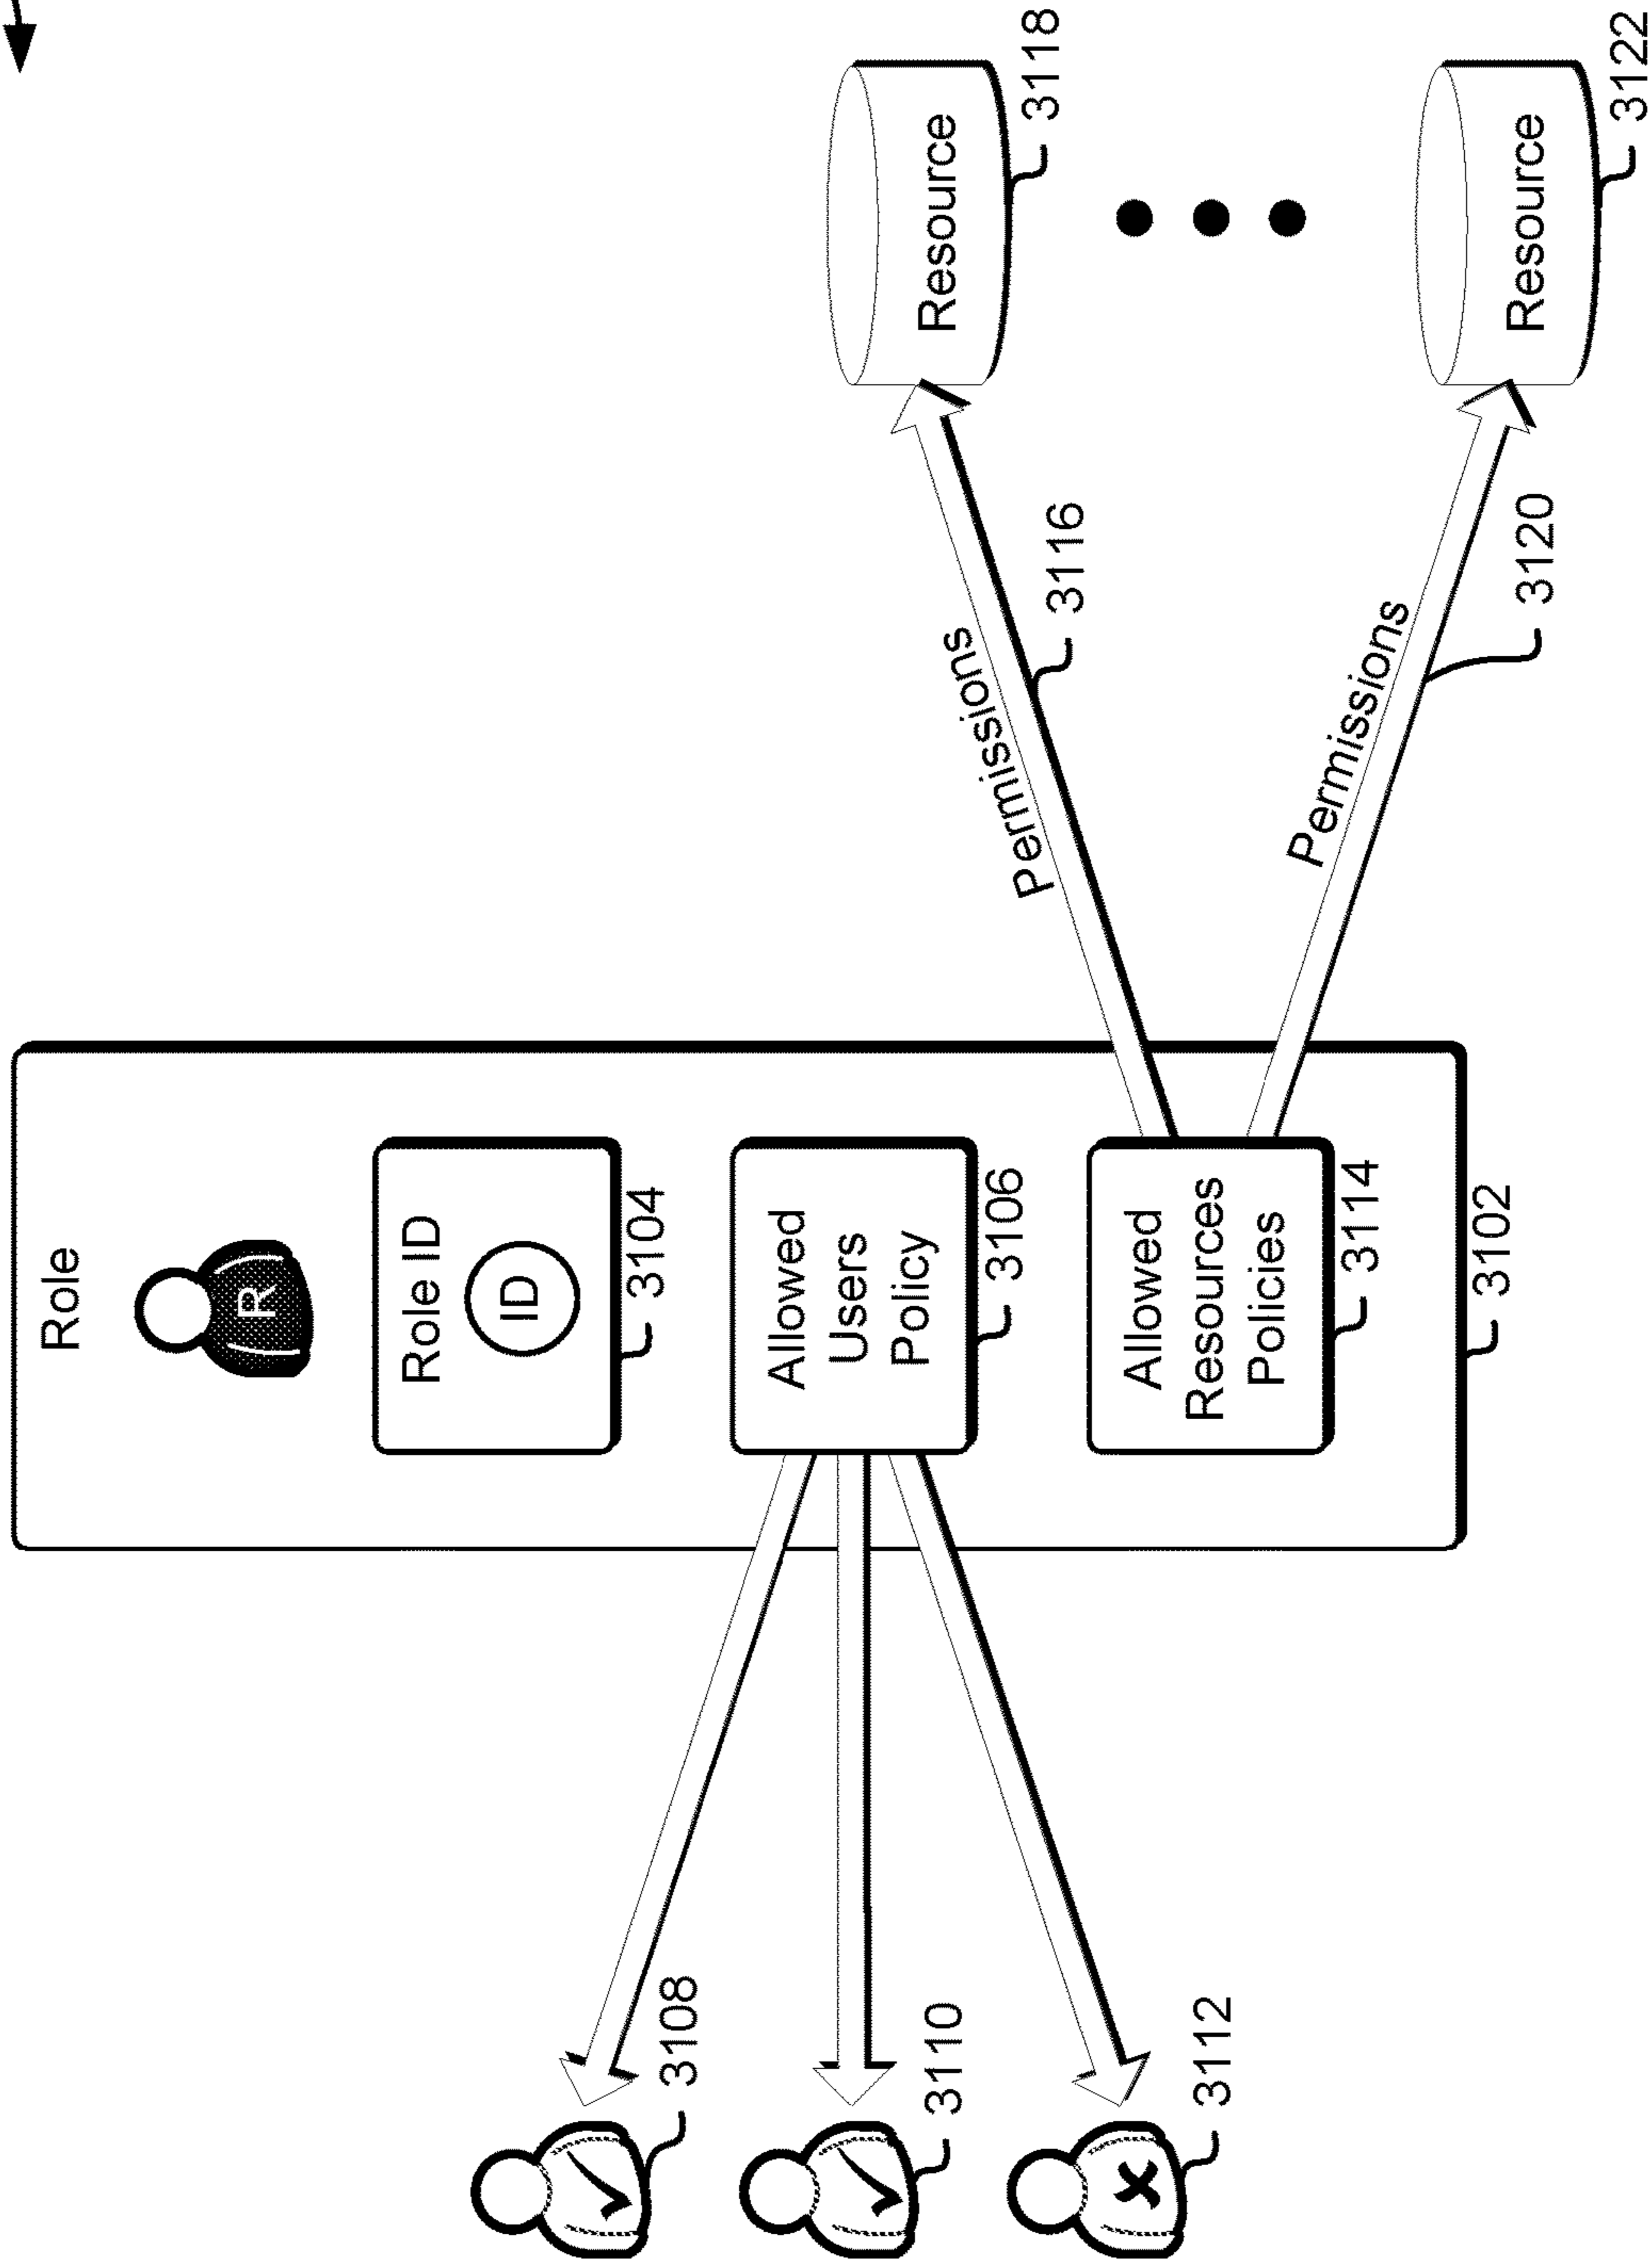 Role
R
Role ID
ID
3104
Allowed
Users
Policy
3106
Allowed
Resources
Policies
3114
3102
3108
3110
3112
Permissions
3116
Permissions
3120
Resource
3118
Resource
3122